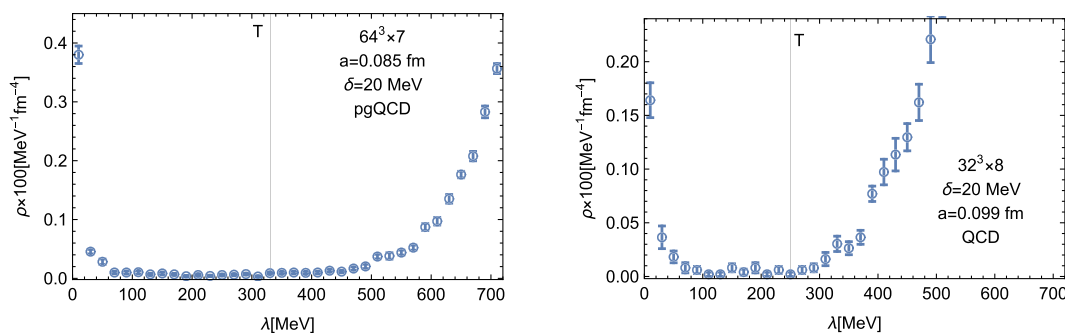 T
64³×7
a=0.085 fm
δ=20 MeV
pgQCD
ρ×100[MeV⁻¹fm⁻⁴]
0.4
0.3
0.2
0.1
0.0
0 100 200 300 400 500 600 700
λ[MeV]
T
32³×8
δ=20 MeV
a=0.099 fm
QCD
ρ×100[MeV⁻¹fm⁻⁴]
0.20
0.15
0.10
0.05
0.00
0 100 200 300 400 500 600 700
λ[MeV]